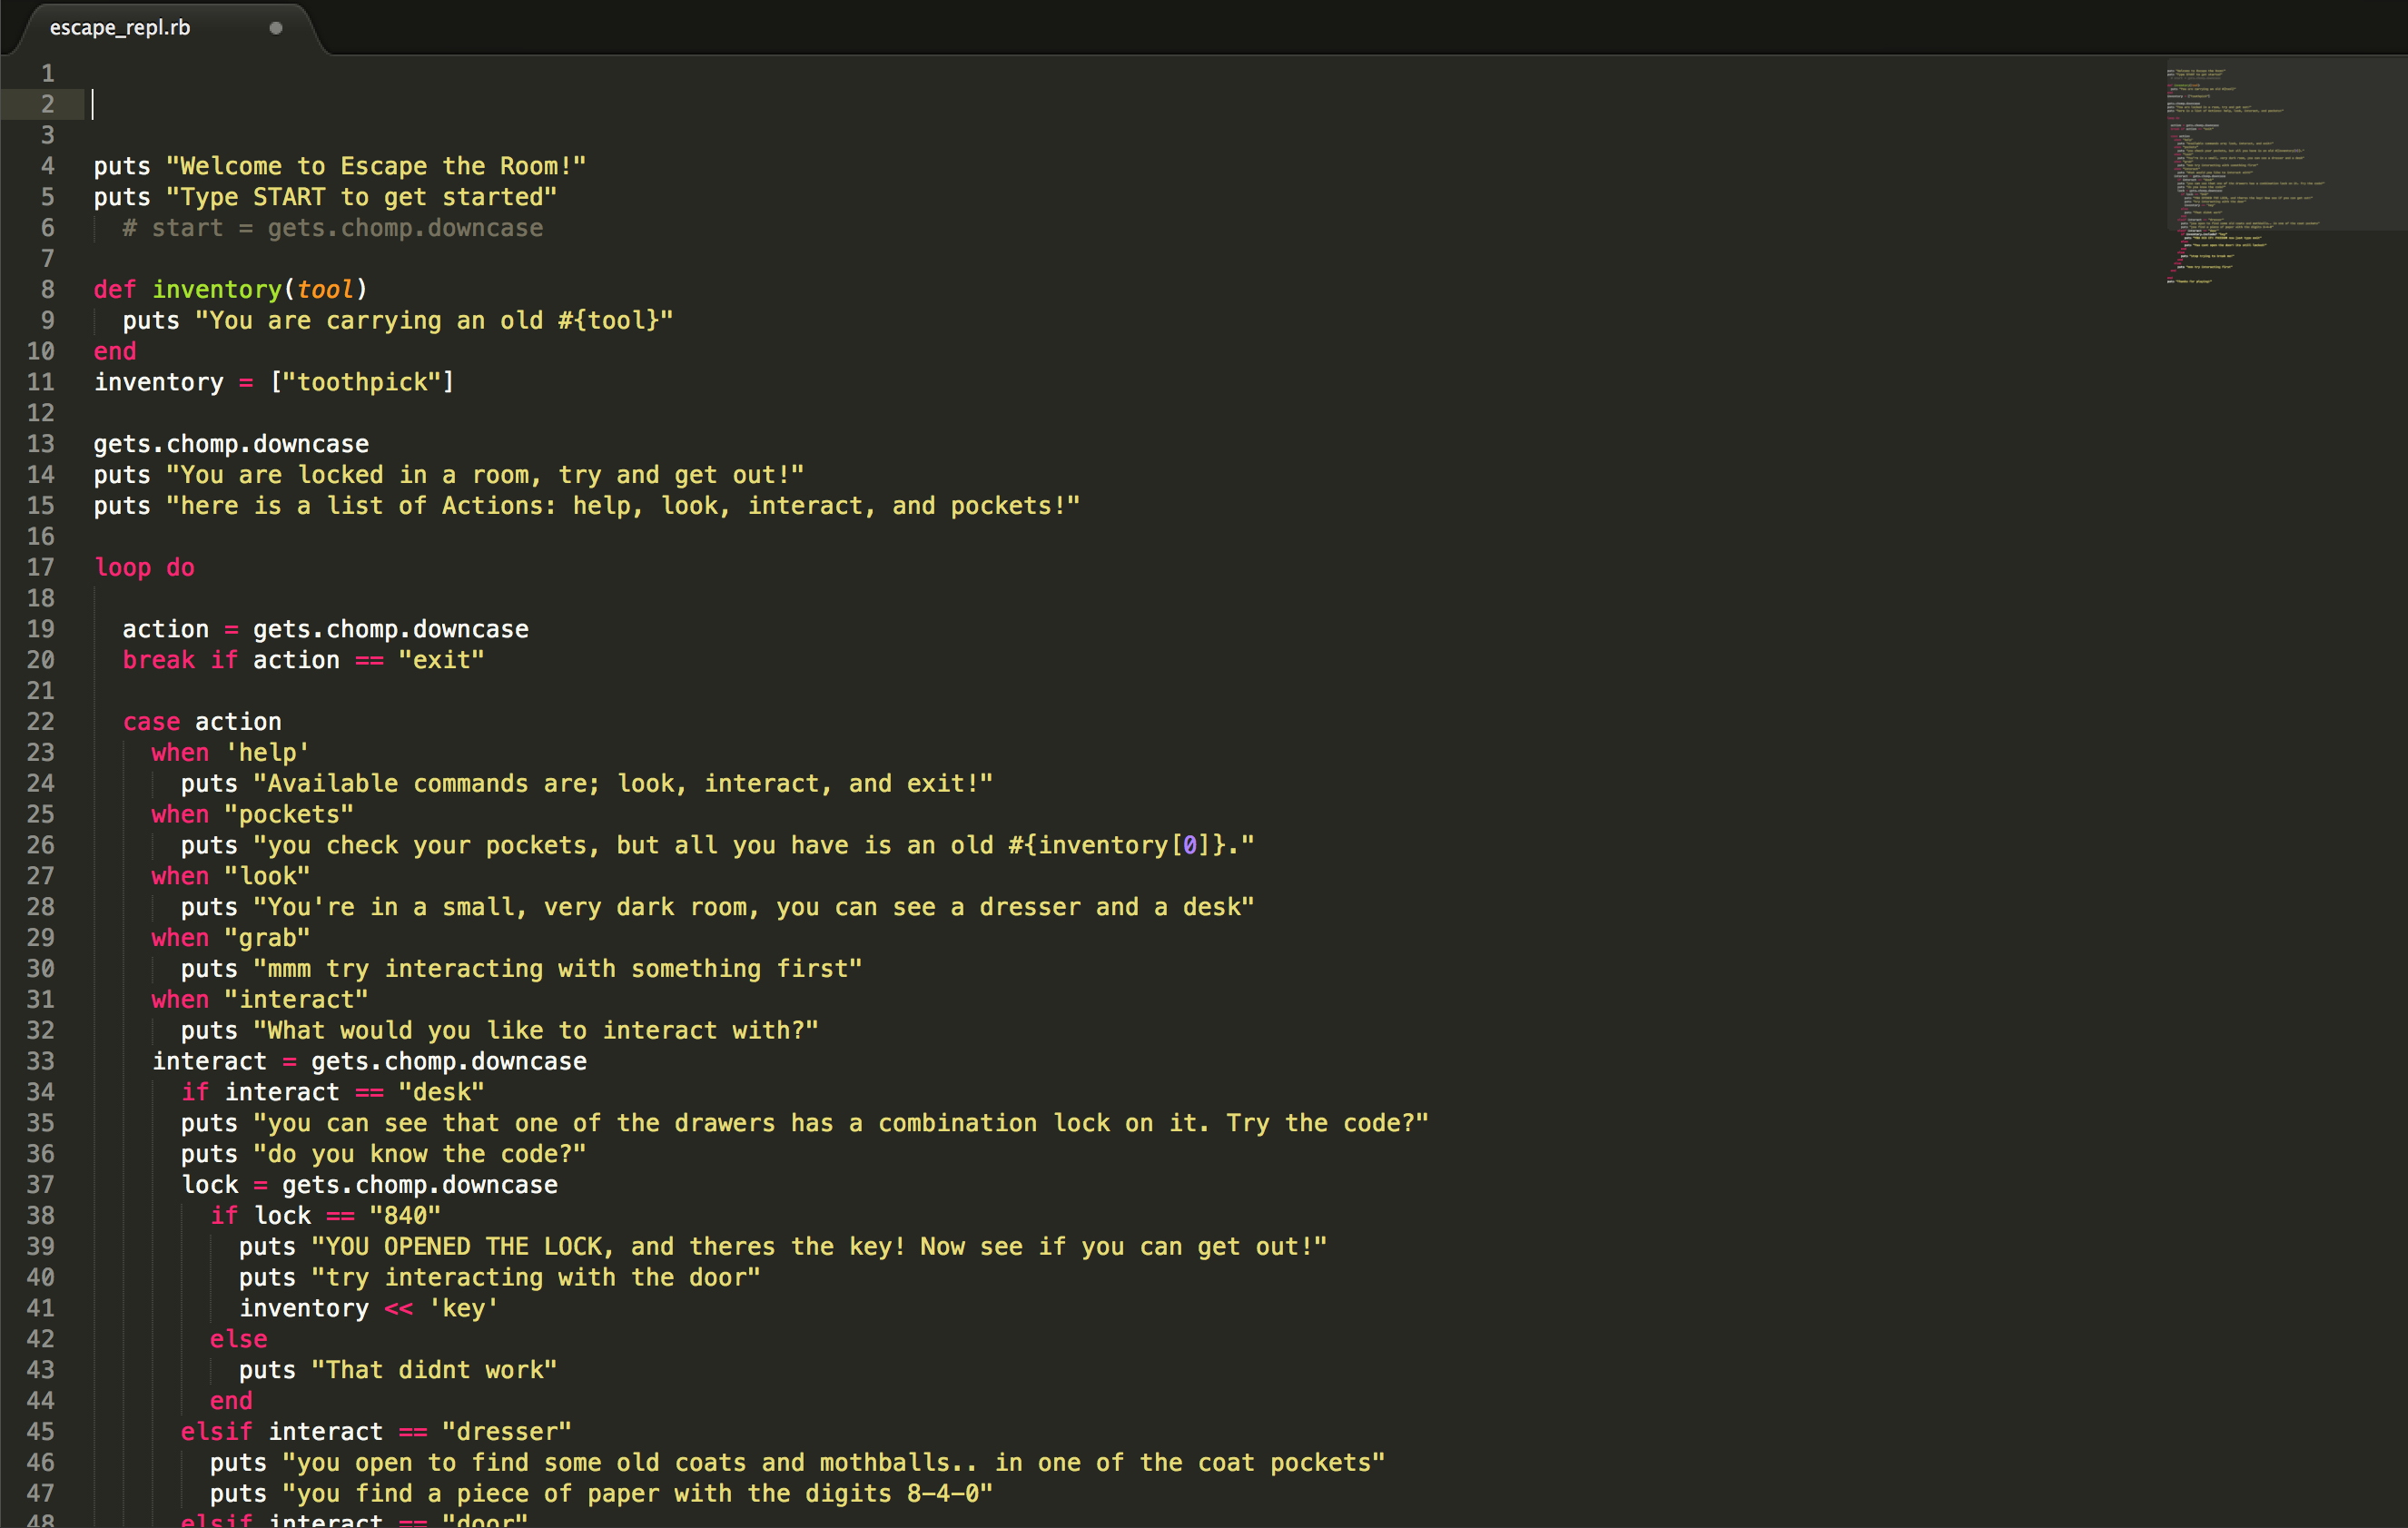 escape_repl.rb
1
2
3
4 puts "Welcome to Escape the Room!"
5 puts "Type START to get started"
6 # start = gets.chomp.downcase
7
8 def inventory(tool)
9 puts "You are carrying an old #{tool}"
10 end
11 inventory = ["toothpick"]
12
13 gets.chomp.downcase
14 puts "You are locked in a room, try and get out!"
15 puts "here is a list of Actions: help, look, interact, and pockets!"
16
17 loop do
18
19 action = gets.chomp.downcase
20 break if action == "exit"
21
22 case action
23 when 'help'
24 puts "Available commands are; look, interact, and exit!"
25 when "pockets"
26 puts "you check your pockets, but all you have is an old #{inventory[0]}."
27 when "look"
28 puts "You're in a small, very dark room, you can see a dresser and a desk"
29 when "grab"
30 puts "mmm try interacting with something first"
31 when "interact"
32 puts "What would you like to interact with?"
33 interact = gets.chomp.downcase
34 if interact == "desk"
35 puts "you can see that one of the drawers has a combination lock on it. Try the code?"
36 puts "do you know the code?"
37 lock = gets.chomp.downcase
38 if lock == "840"
39 puts "YOU OPENED THE LOCK, and theres the key! Now see if you can get out!"
40 puts "try interacting with the door"
41 inventory << 'key'
42 else
43 puts "That didnt work"
44 end
45 elsif interact == "dresser"
46 puts "you open to find some old coats and mothballs.. in one of the coat pockets"
47 puts "you find a piece of paper with the digits 8-4-0"
48 elsif interact == "door"